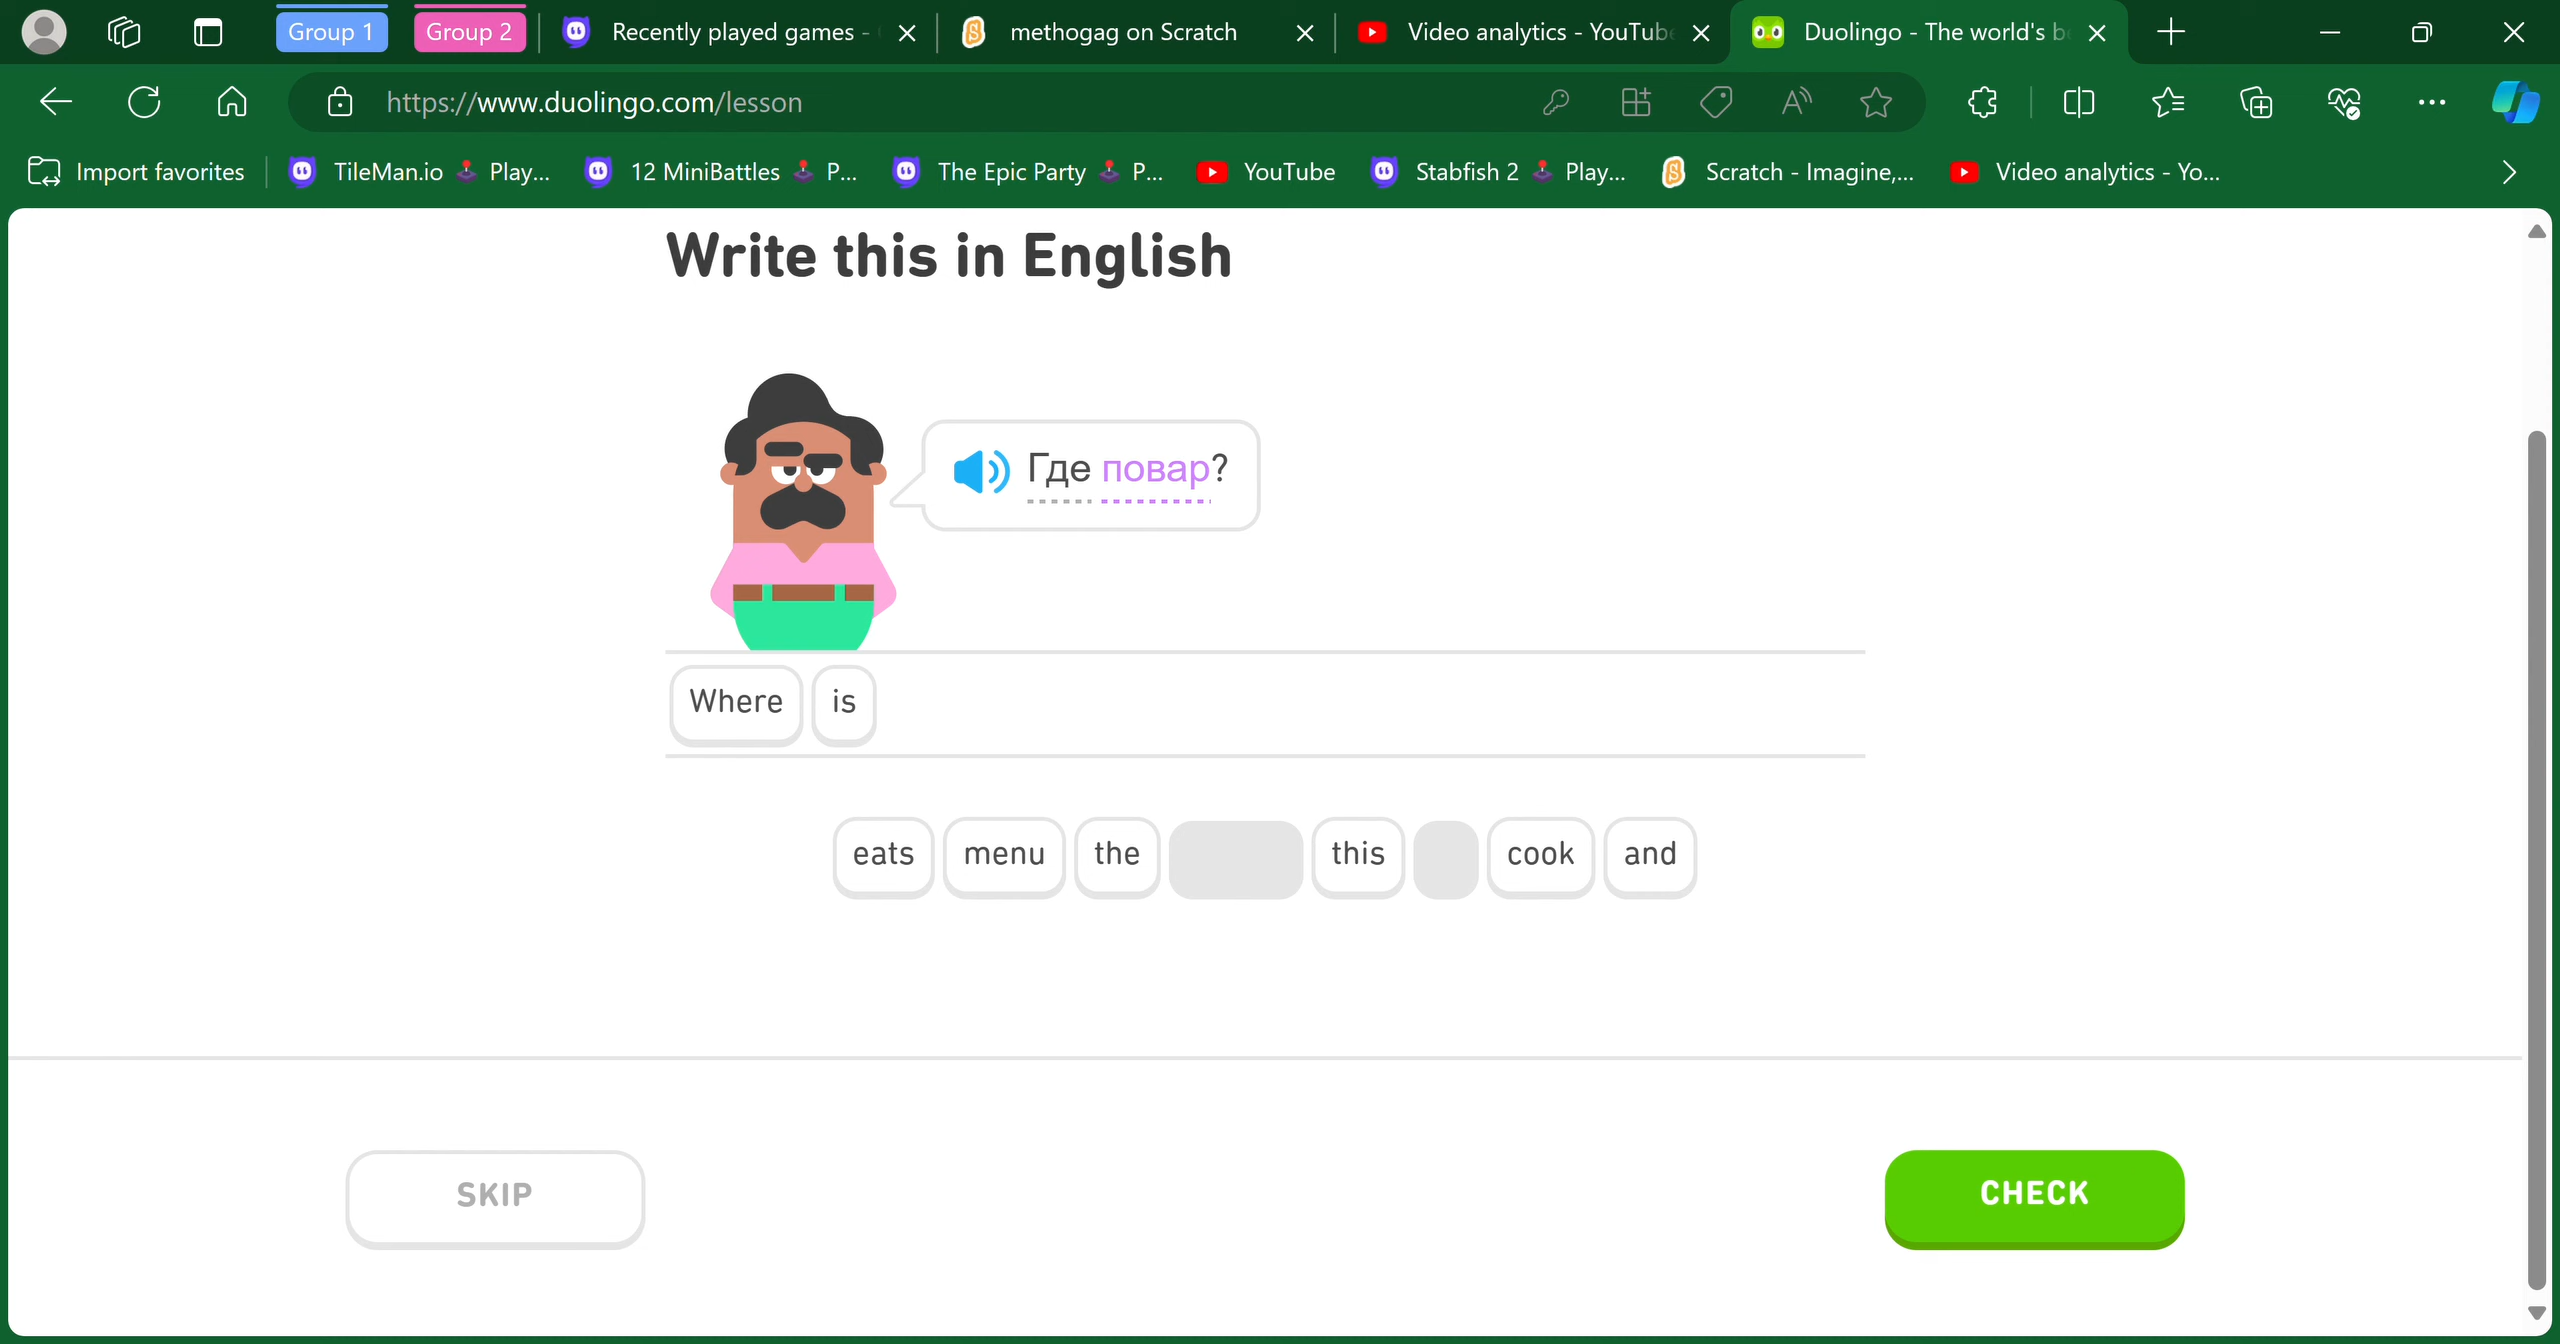 Group 1 Group 2 Recently played games - methogag on Scratch Video analytics - YouTub Duolingo - The world's b
https://www.duolingo.com/lesson
Import favorites TileMan.io Play... 12 MiniBattles P... The Epic Party P... YouTube Stabfish 2 Play... Scratch - Imagine,... Video analytics - Yo...
Write this in English
Где повар?
Where is
eats menu the this cook and
SKIP CHECK